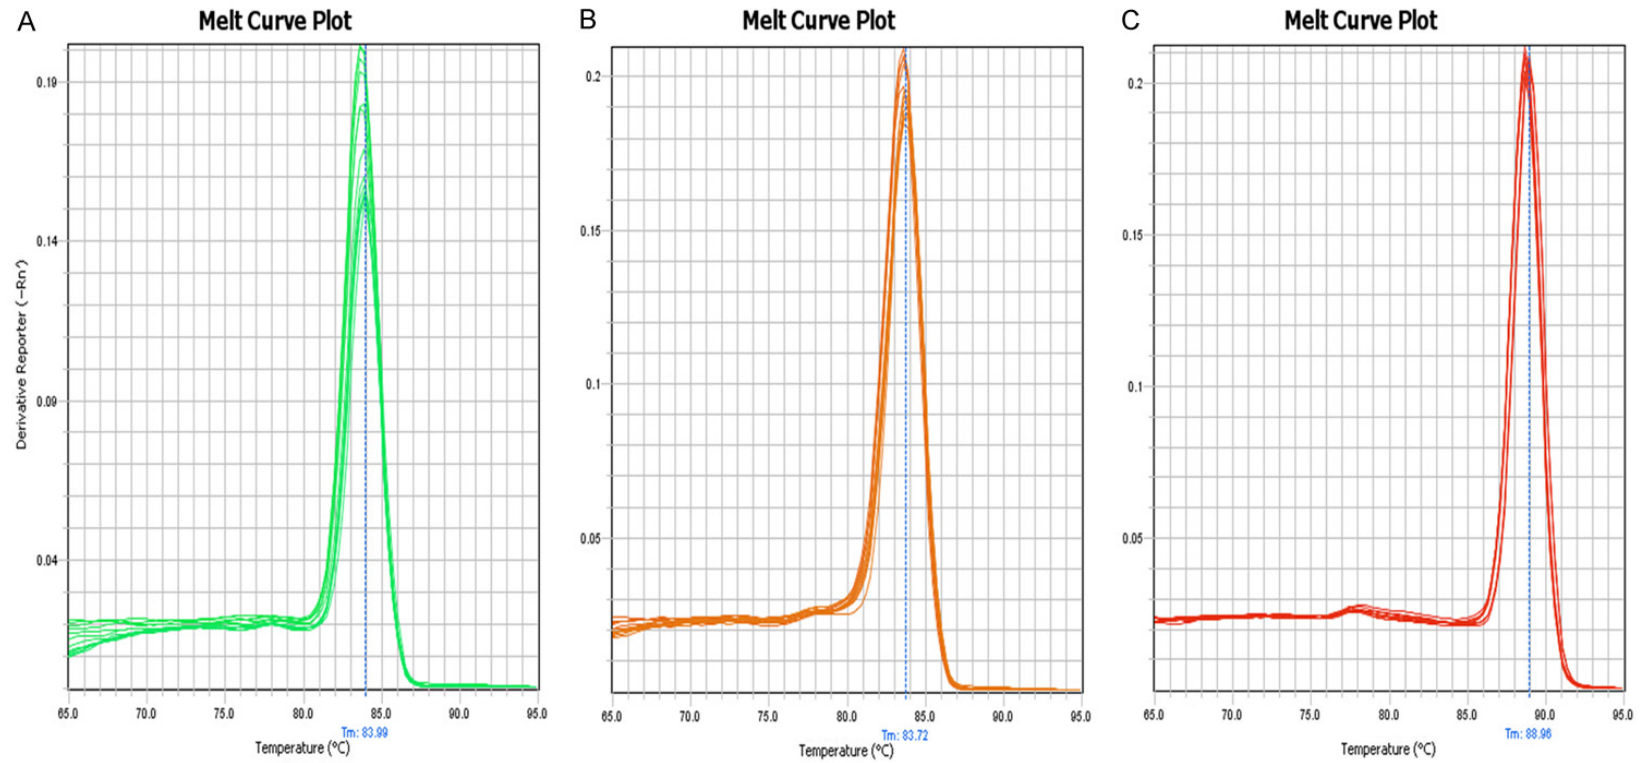 A
Melt Curve Plot
Derivative Reporter (-Rn')
0.19
0.14
0.09
0.04
65.0 70.0 75.0 80.0 85.0 90.0 95.0
Tm: 83.99
Temperature (°C)
B
Melt Curve Plot
0.2
0.15
0.1
0.05
65.0 70.0 75.0 80.0 85.0 90.0 95.0
Tm: 83.72
Temperature (°C)
C
Melt Curve Plot
0.2
0.15
0.1
0.05
65.0 70.0 75.0 80.0 85.0 90.0 95.0
Tm: 88.96
Temperature (°C)